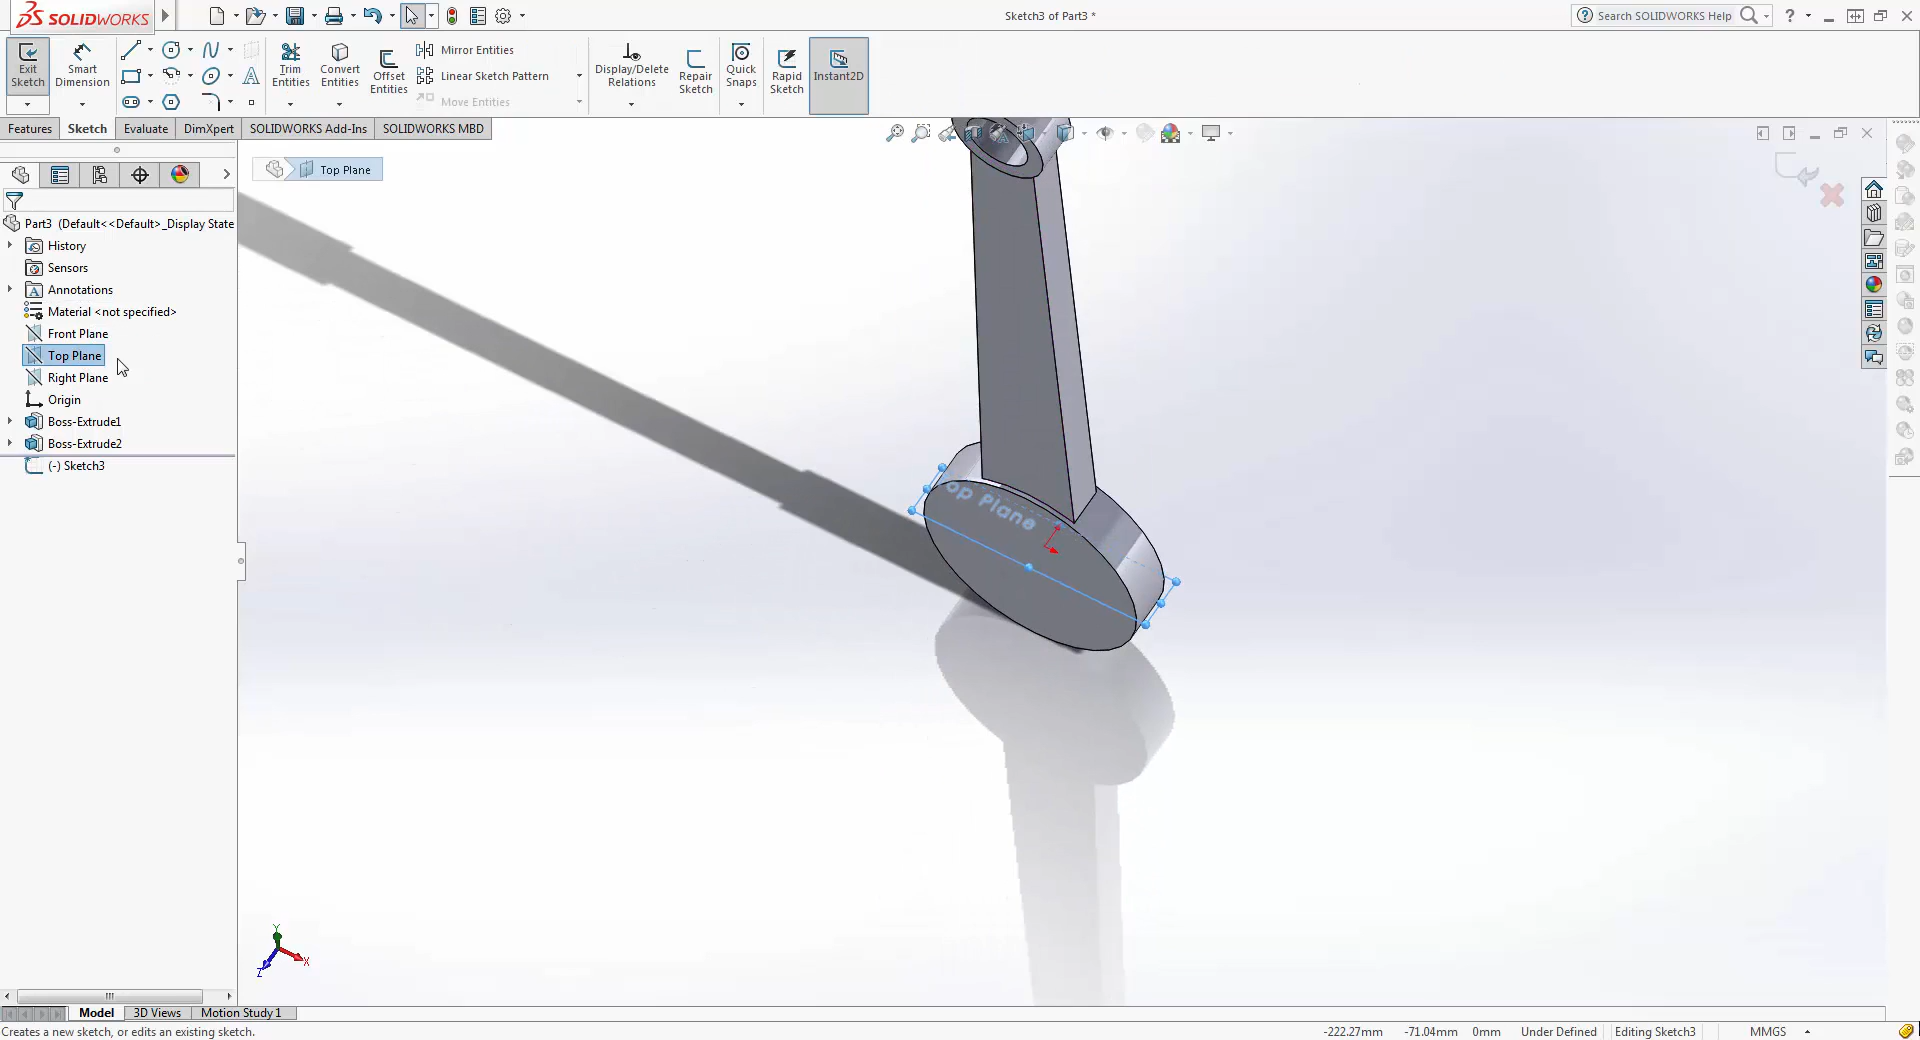 SOLIDWORKS
Sketch3 of Part3 *
Search SOLIDWORKS Help
Exit Sketch
Smart Dimension
Trim Entities
Convert Entities
Offset Entities
Mirror Entities
Linear Sketch Pattern
Move Entities
Display/Delete Relations
Repair Sketch
Quick Snaps
Rapid Sketch
Instant2D
Features
Sketch
Evaluate
DimXpert
SOLIDWORKS Add-Ins
SOLIDWORKS MBD
Top Plane
Part3 (Default<<Default>_Display State
History
Sensors
Annotations
Material <not specified>
Front Plane
Top Plane
Right Plane
Origin
Boss-Extrude1
Boss-Extrude2
(-) Sketch3
Top Plane
Y
X
Z
Model
3D Views
Motion Study 1
Creates a new sketch, or edits an existing sketch.
-222.27mm
-71.04mm
0mm
Under Defined
Editing Sketch3
MMGS